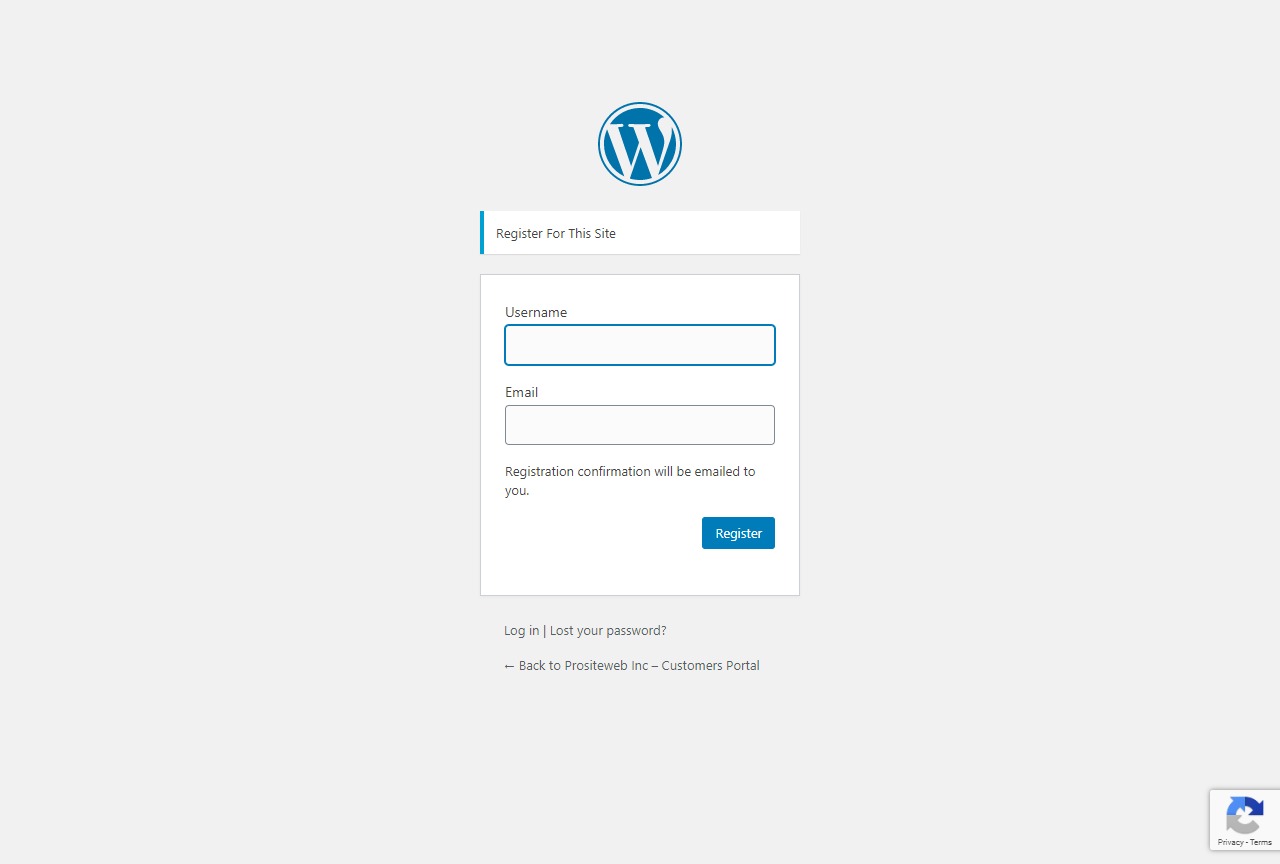 Register For This Site
Username
Email
Registration confirmation will be emailed to
you.
Register
Log in | Lost your password?
← Back to Prositeweb Inc – Customers Portal
Privacy - Terms